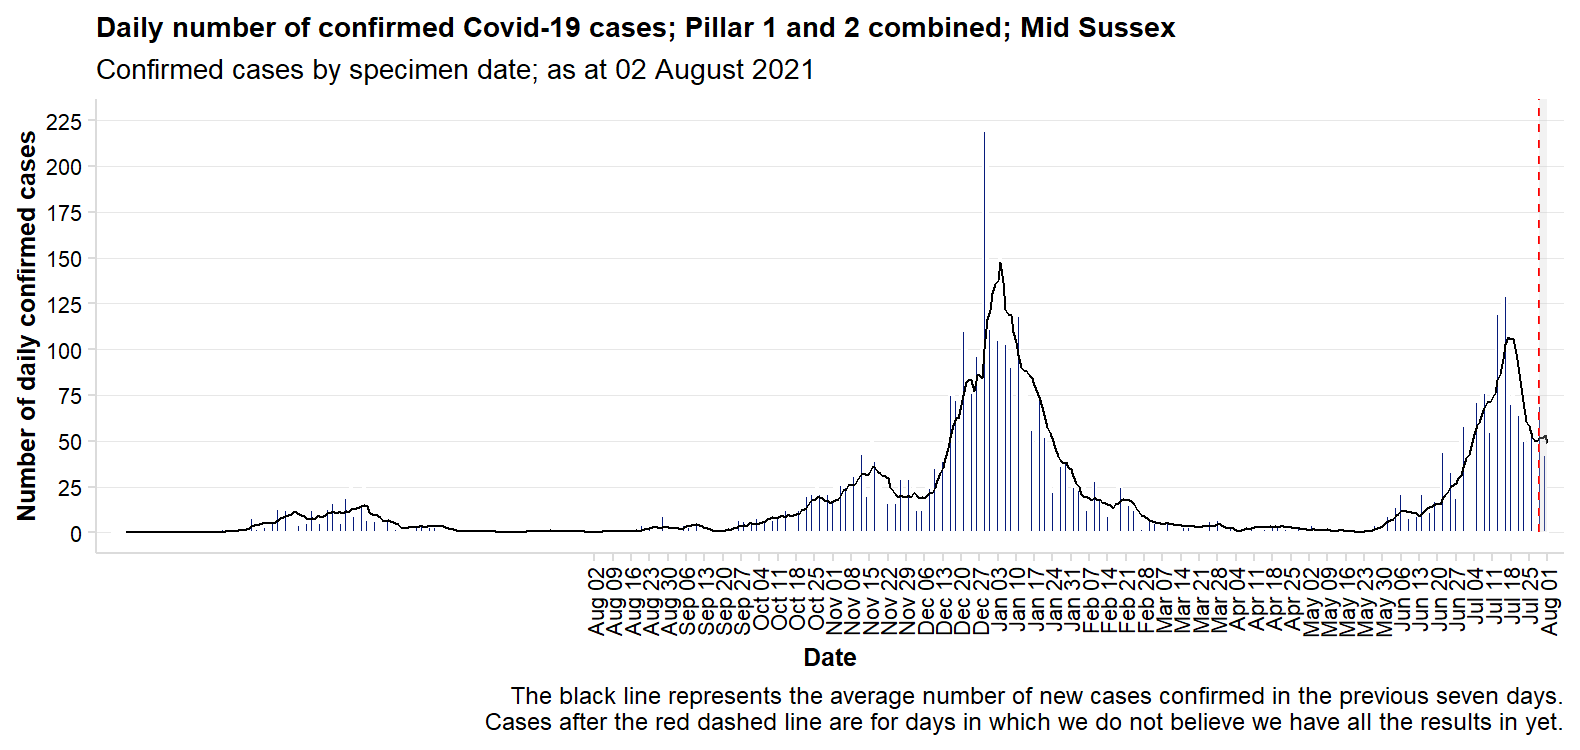 Daily number of confirmed Covid-19 cases; Pillar 1 and 2 combined; Mid Sussex
Confirmed cases by specimen date; as at 02 August 2021
Number of daily confirmed cases
225
200
175
150
125
100
75
50
25
0
Aug 02
Aug 09
Aug 16
Aug 23
Aug 30
Sep 06
Sep 13
Sep 20
Sep 27
Oct 04
Oct 11
Oct 18
Oct 25
Nov 01
Nov 08
Nov 15
Nov 22
Nov 29
Dec 06
Dec 13
Dec 20
Dec 27
Jan 03
Jan 10
Jan 17
Jan 24
Jan 31
Feb 07
Feb 14
Feb 21
Feb 28
Mar 07
Mar 14
Mar 21
Mar 28
Apr 04
Apr 11
Apr 18
Apr 25
May 02
May 09
May 16
May 23
May 30
Jun 06
Jun 13
Jun 20
Jun 27
Jul 04
Jul 11
Jul 18
Jul 25
Aug 01
Date
The black line represents the average number of new cases confirmed in the previous seven days.
Cases after the red dashed line are for days in which we do not believe we have all the results in yet.